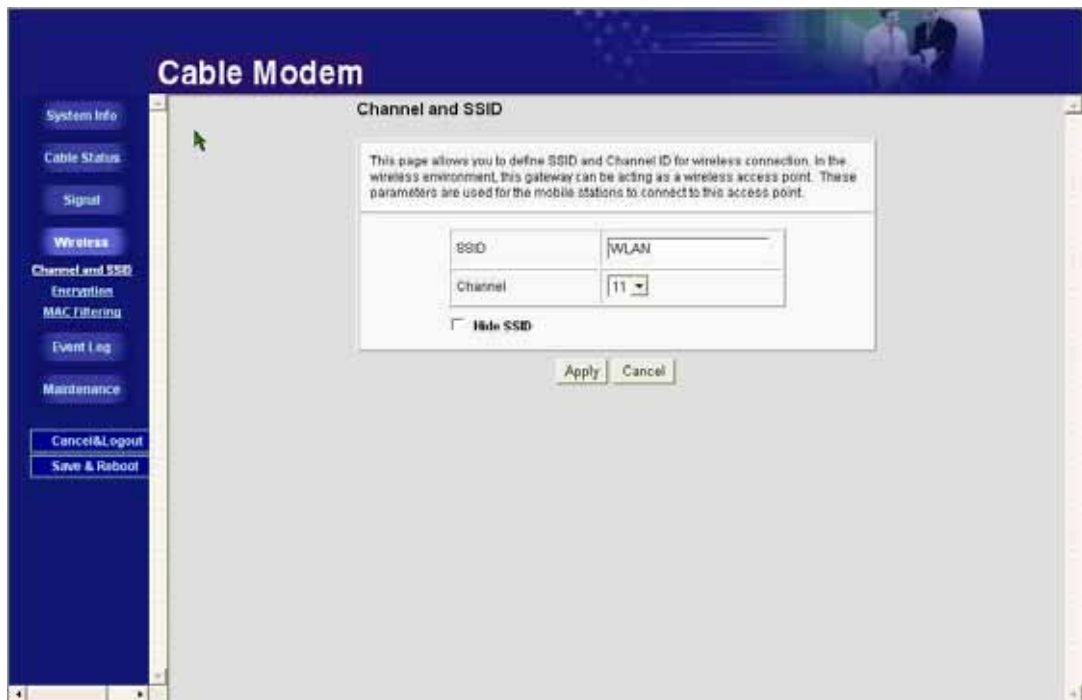 Cable Modem
System Info
Cable Status
Signal
Wireless
Channel and SSID
Encryption
MAC Filtering
Event Log
Maintenance
Cancel&Logout
Save & Reboot
Channel and SSID
This page allows you to define SSID and Channel ID for wireless connection. In the
wireless environment, this gateway can be acting as a wireless access point. These
parameters are used for the mobile stations to connect to this access point.
SSID WLAN
Channel 11
Hide SSID
Apply Cancel